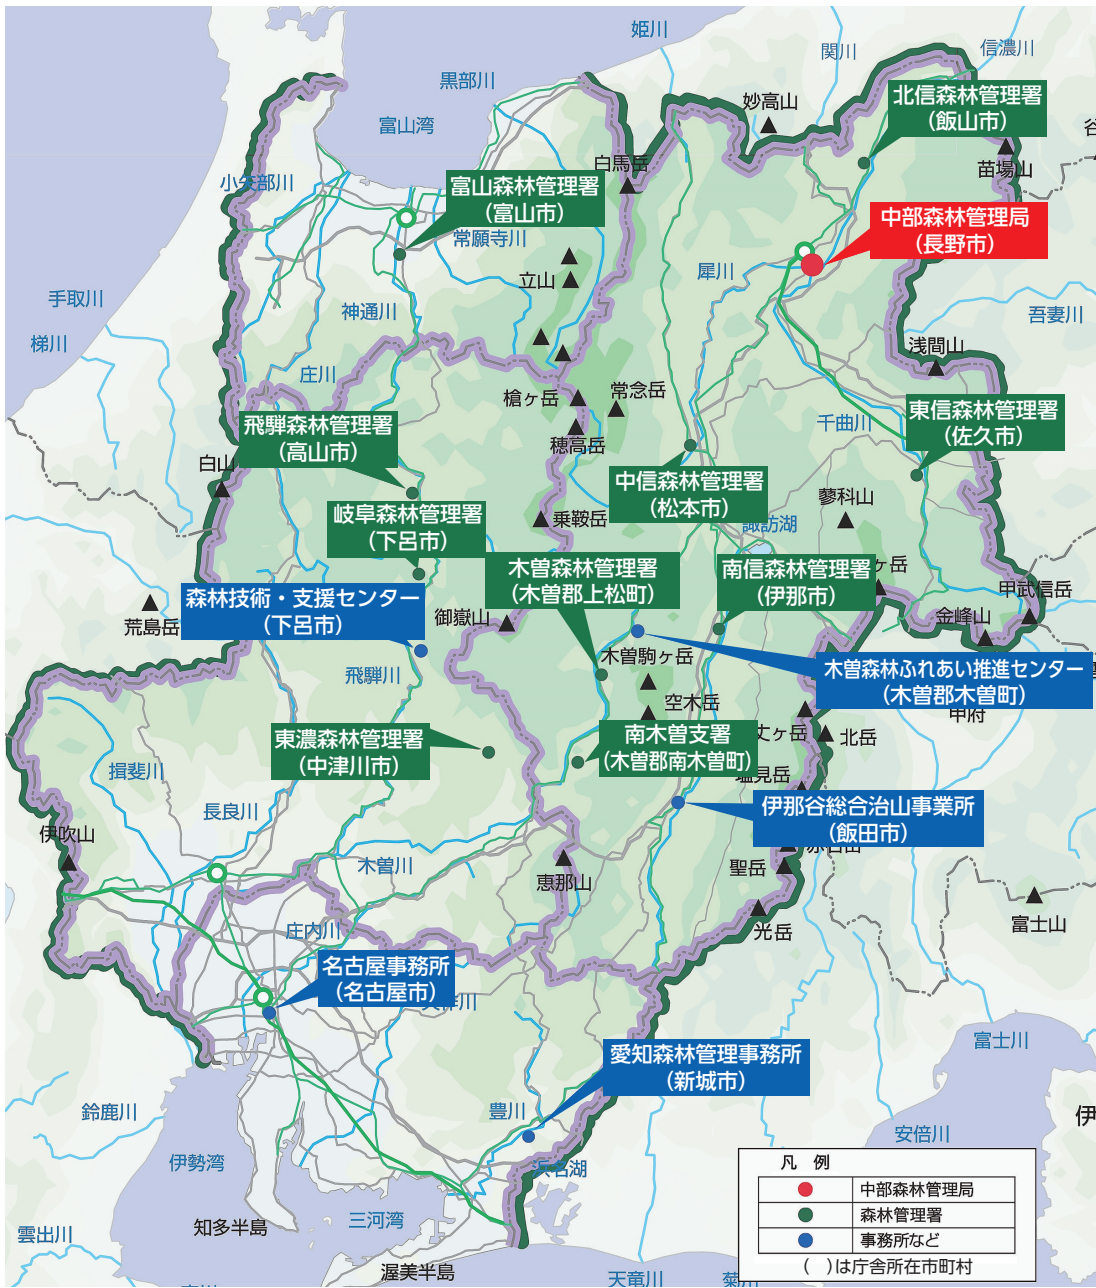 姫川
関川
信濃川
黒部川
妙高山
北信森林管理署
(飯山市)
富山湾
苗場山
白馬岳
小矢部川
富山森林管理署
(富山市)
中部森林管理局
(長野市)
常願寺川
犀川
立山
手取川
神通川
吾妻川
梯川
浅間山
庄川
槍ヶ岳
常念岳
東信森林管理署
(佐久市)
飛騨森林管理署
(高山市)
千曲川
穂高岳
白山
中信森林管理署
(松本市)
蓼科山
岐阜森林管理署
(下呂市)
乗鞍岳
諏訪湖
木曽森林管理署
(木曽郡上松町)
南信森林管理署
(伊那市)
ヶ岳
甲武信岳
森林技術・支援センター
(下呂市)
荒島岳
御嶽山
金峰山
木曽駒ヶ岳
木曽森林ふれあい推進センター
(木曽郡木曽町)
飛騨川
空木岳
甲府
東濃森林管理署
(中津川市)
南木曽支署
(木曽郡南木曽町)
丈ヶ岳
北岳
揖斐川
塩見岳
長良川
伊那谷総合治山事業所
(飯田市)
伊吹山
木曽川
恵那山
聖岳
富士山
庄内川
光岳
名古屋事務所
(名古屋市)
富士川
愛知森林管理事務所
(新城市)
鈴鹿川
豊川
伊
安倍川
伊勢湾
浜名湖
凡 例
中部森林管理局
森林管理署
事務所など
( )は庁舎所在市町村
知多半島
三河湾
雲出川
渥美半島
天竜川
菊川